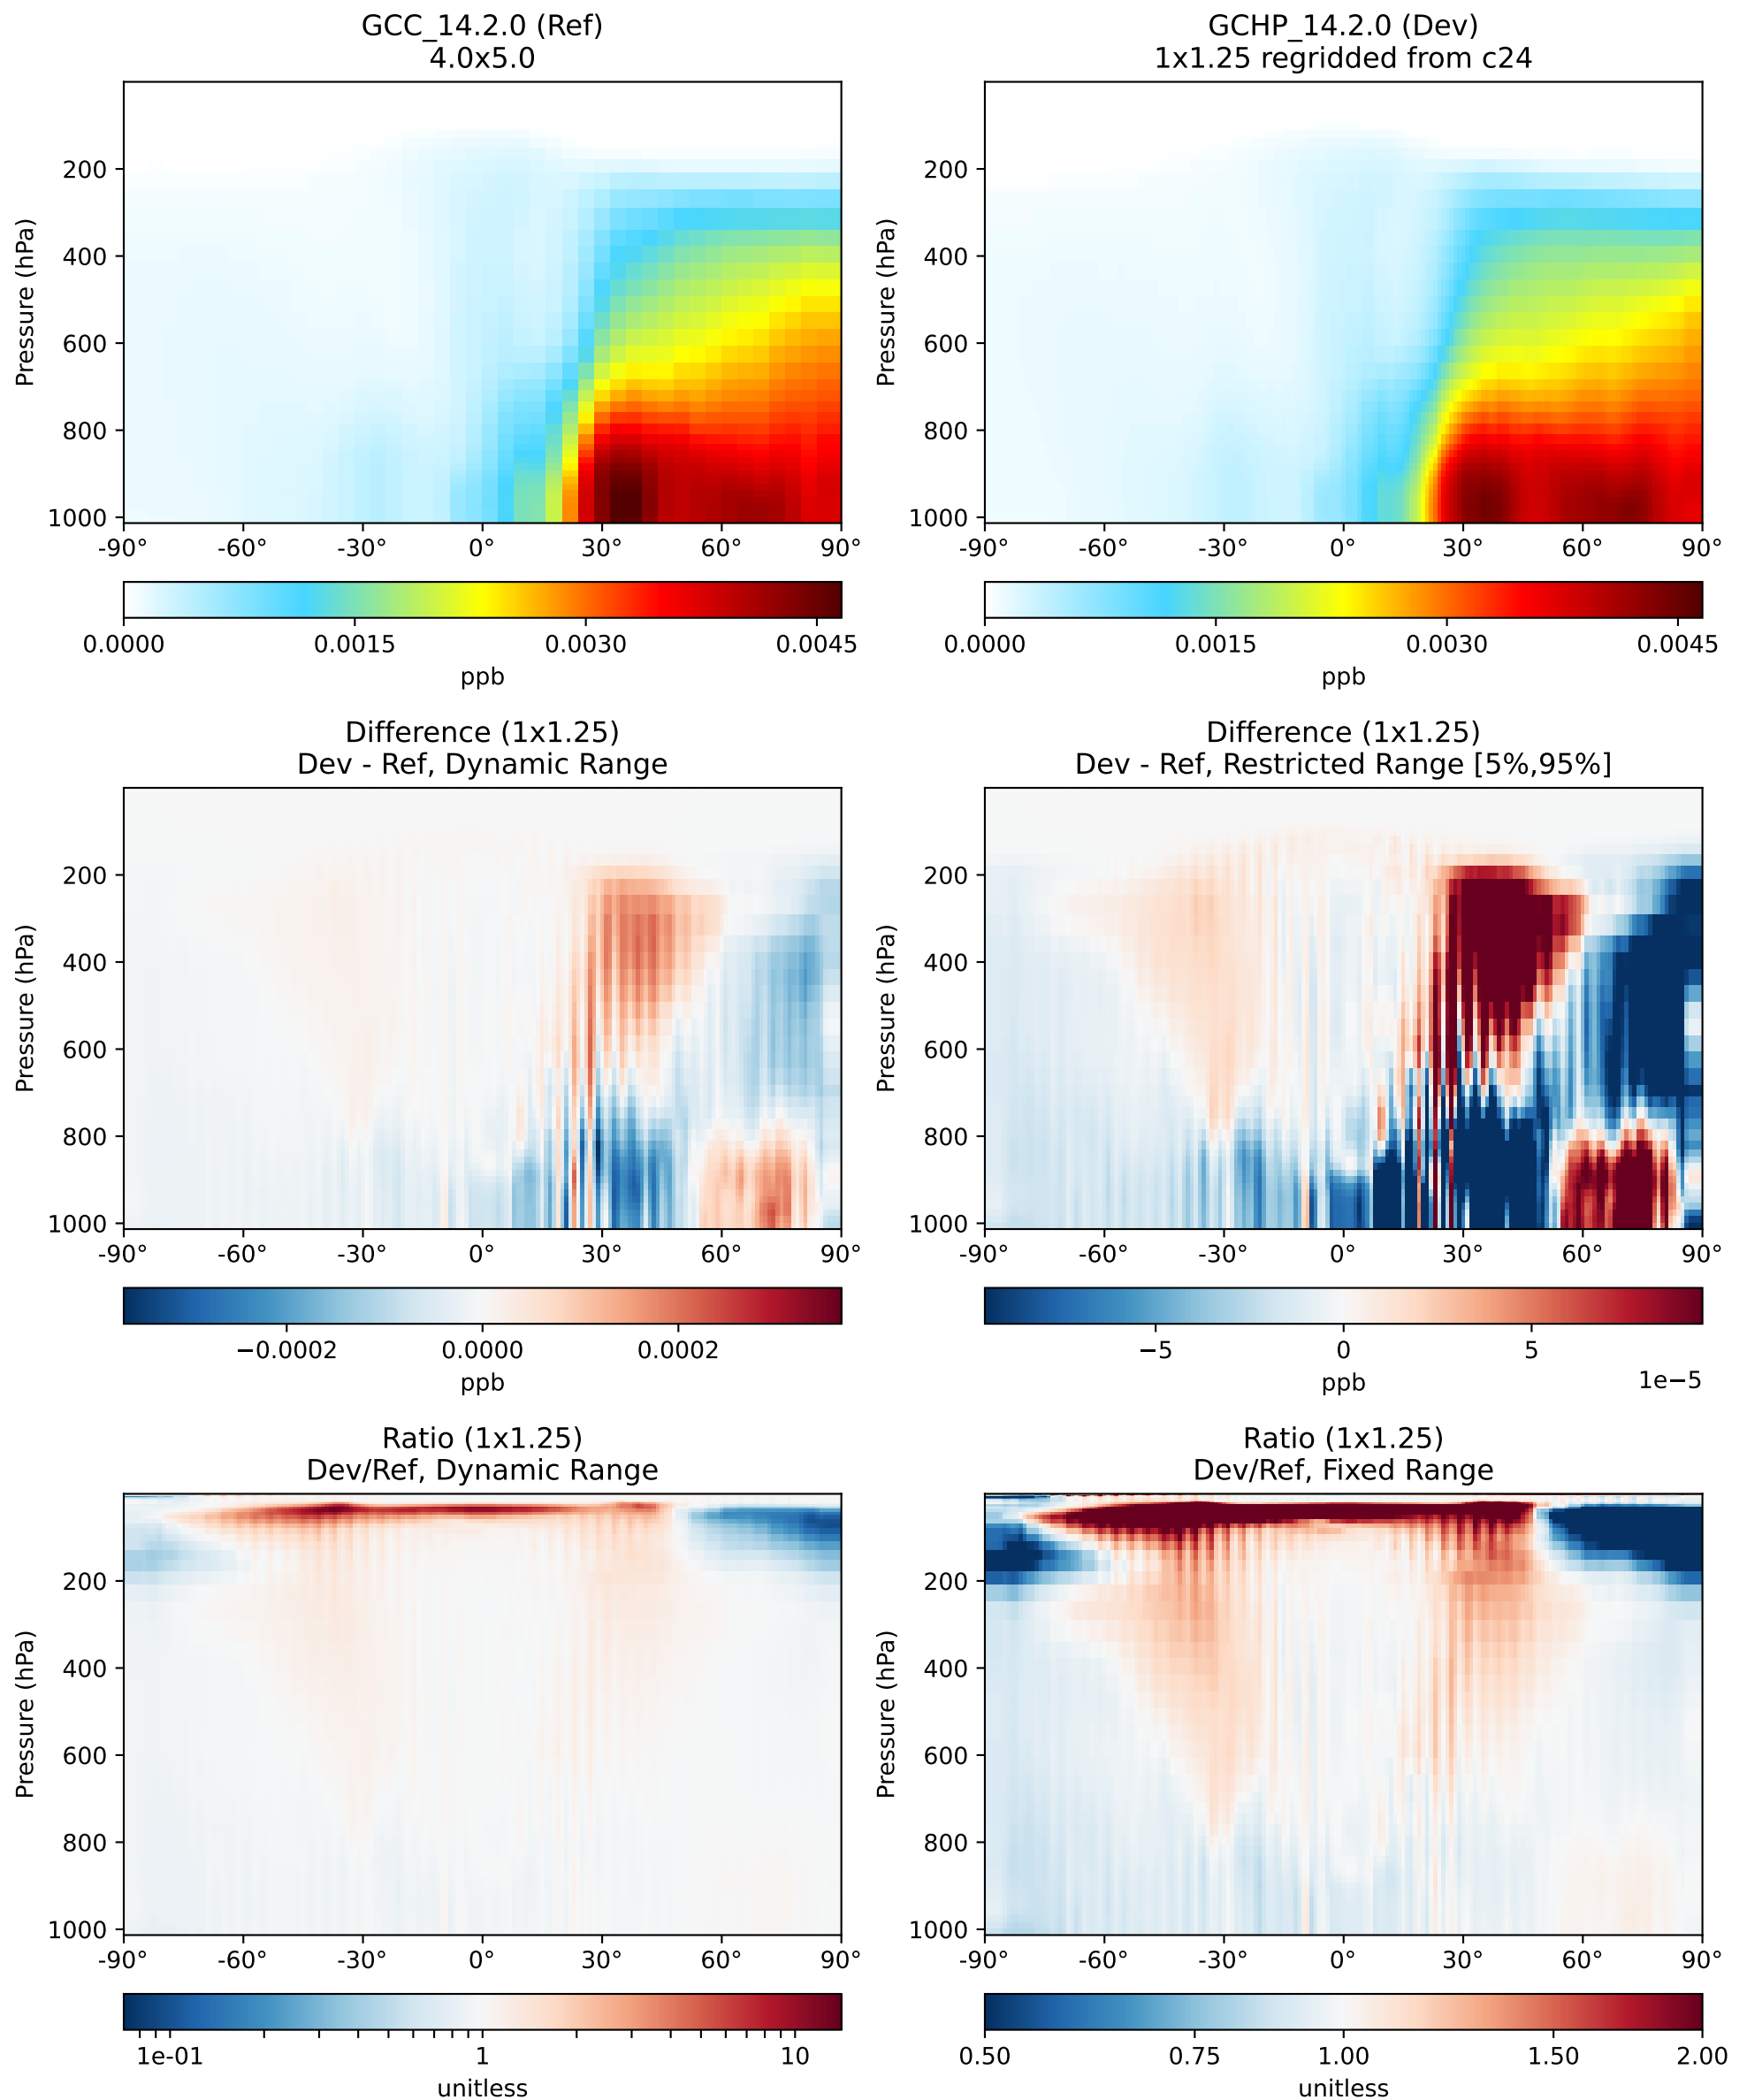 GCC_14.2.0 (Ref)
4.0x5.0
Pressure (hPa)
200
400
600
800
1000
-90° -60° -30° 0° 30° 60° 90°
0.0000 0.0015 0.0030 0.0045
ppb
GCHP_14.2.0 (Dev)
1x1.25 regridded from c24
Pressure (hPa)
200
400
600
800
1000
-90° -60° -30° 0° 30° 60° 90°
0.0000 0.0015 0.0030 0.0045
ppb
Difference (1x1.25)
Dev - Ref, Dynamic Range
Pressure (hPa)
200
400
600
800
1000
-90° -60° -30° 0° 30° 60° 90°
−0.0002 0.0000 0.0002
ppb
Difference (1x1.25)
Dev - Ref, Restricted Range [5%,95%]
Pressure (hPa)
200
400
600
800
1000
-90° -60° -30° 0° 30° 60° 90°
−5 0 5
ppb
1e−5
Ratio (1x1.25)
Dev/Ref, Dynamic Range
Pressure (hPa)
200
400
600
800
1000
-90° -60° -30° 0° 30° 60° 90°
1e-01 1 10
unitless
Ratio (1x1.25)
Dev/Ref, Fixed Range
Pressure (hPa)
200
400
600
800
1000
-90° -60° -30° 0° 30° 60° 90°
0.50 0.75 1.00 1.50 2.00
unitless